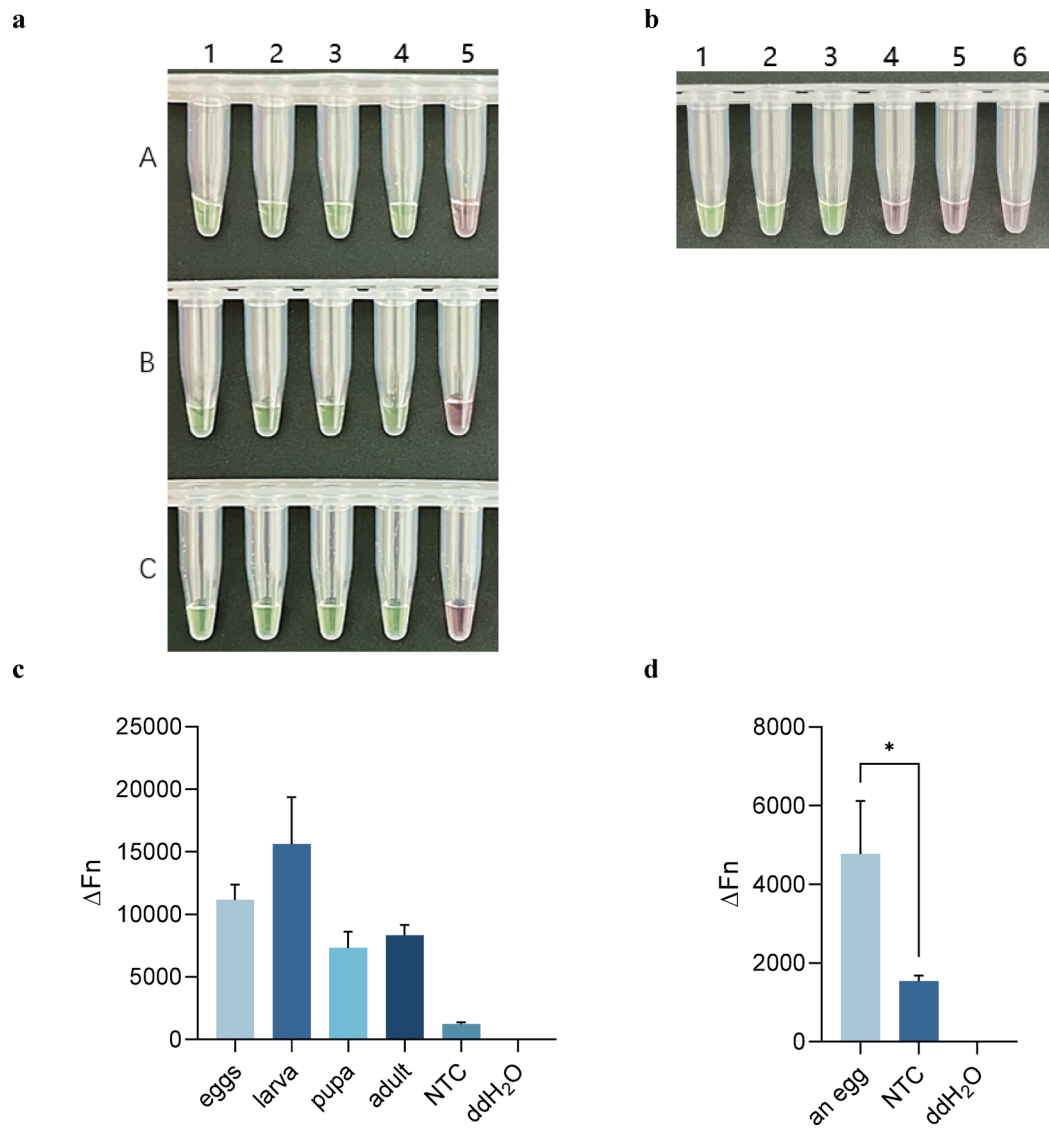 a
1 2 3 4 5
A
B
C
b
1 2 3 4 5 6
c
25000
20000
15000
10000
5000
0
ΔFn
eggs larva pupa adult NTC ddH₂O
d
8000
6000
4000
2000
0
ΔFn
*
an egg NTC ddH₂O